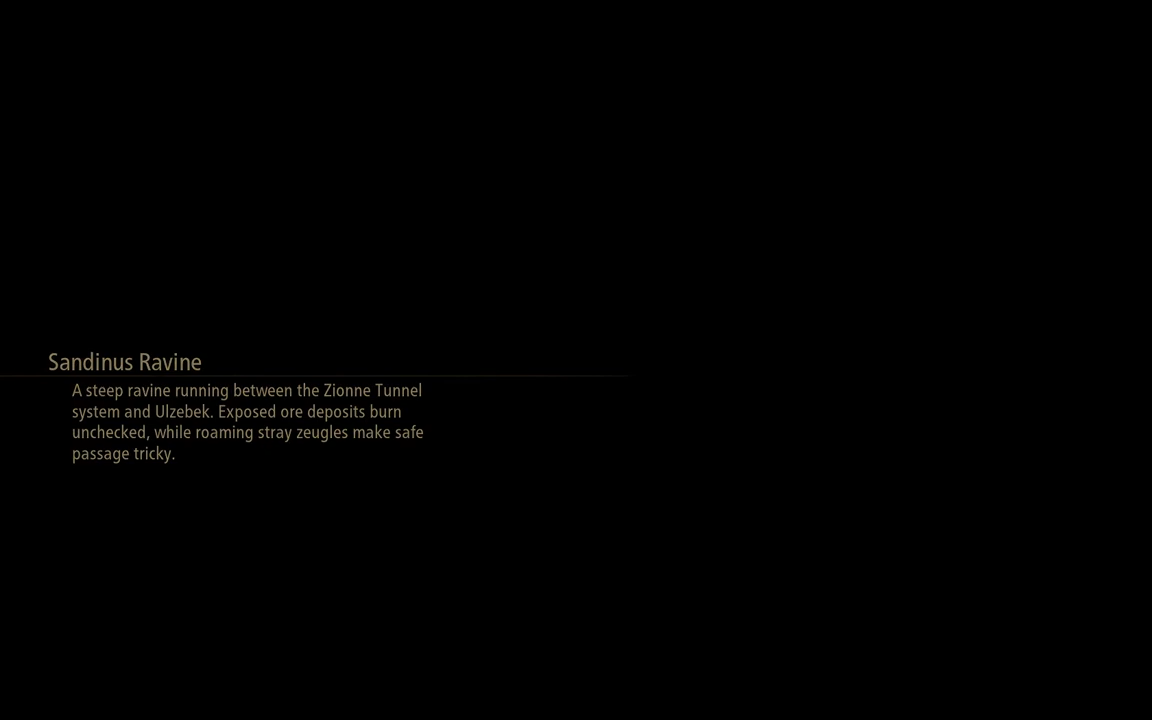 Sandinus Ravine
A steep ravine running between the Zionne Tunnel
system and Ulzebek. Exposed ore deposits burn
unchecked, while roaming stray zeugles make safe
passage tricky.